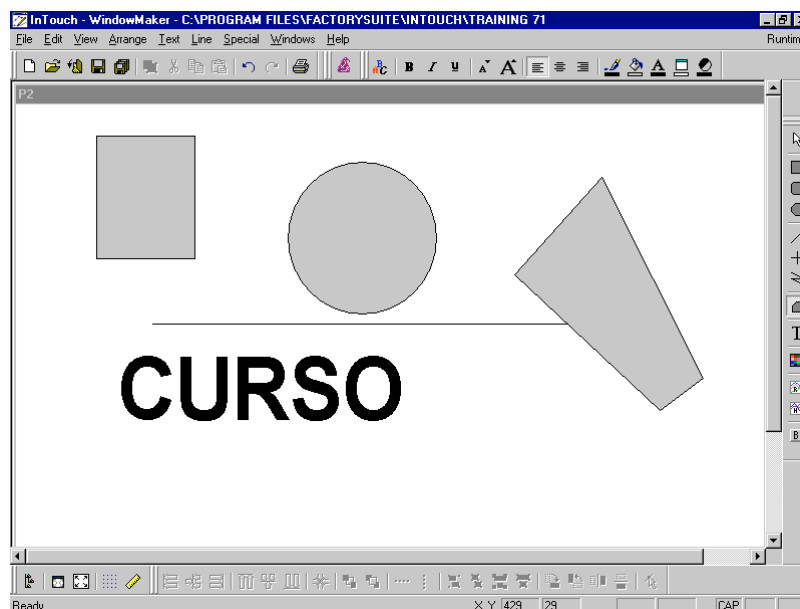 InTouch - WindowMaker - C:\PROGRAM FILES\FACTORYSUITE\INTOUCH\TRAINING 71
File Edit View Arrange Text Line Special Windows Help Runtim
P2
CURSO
Ready X Y 429 29 CAP